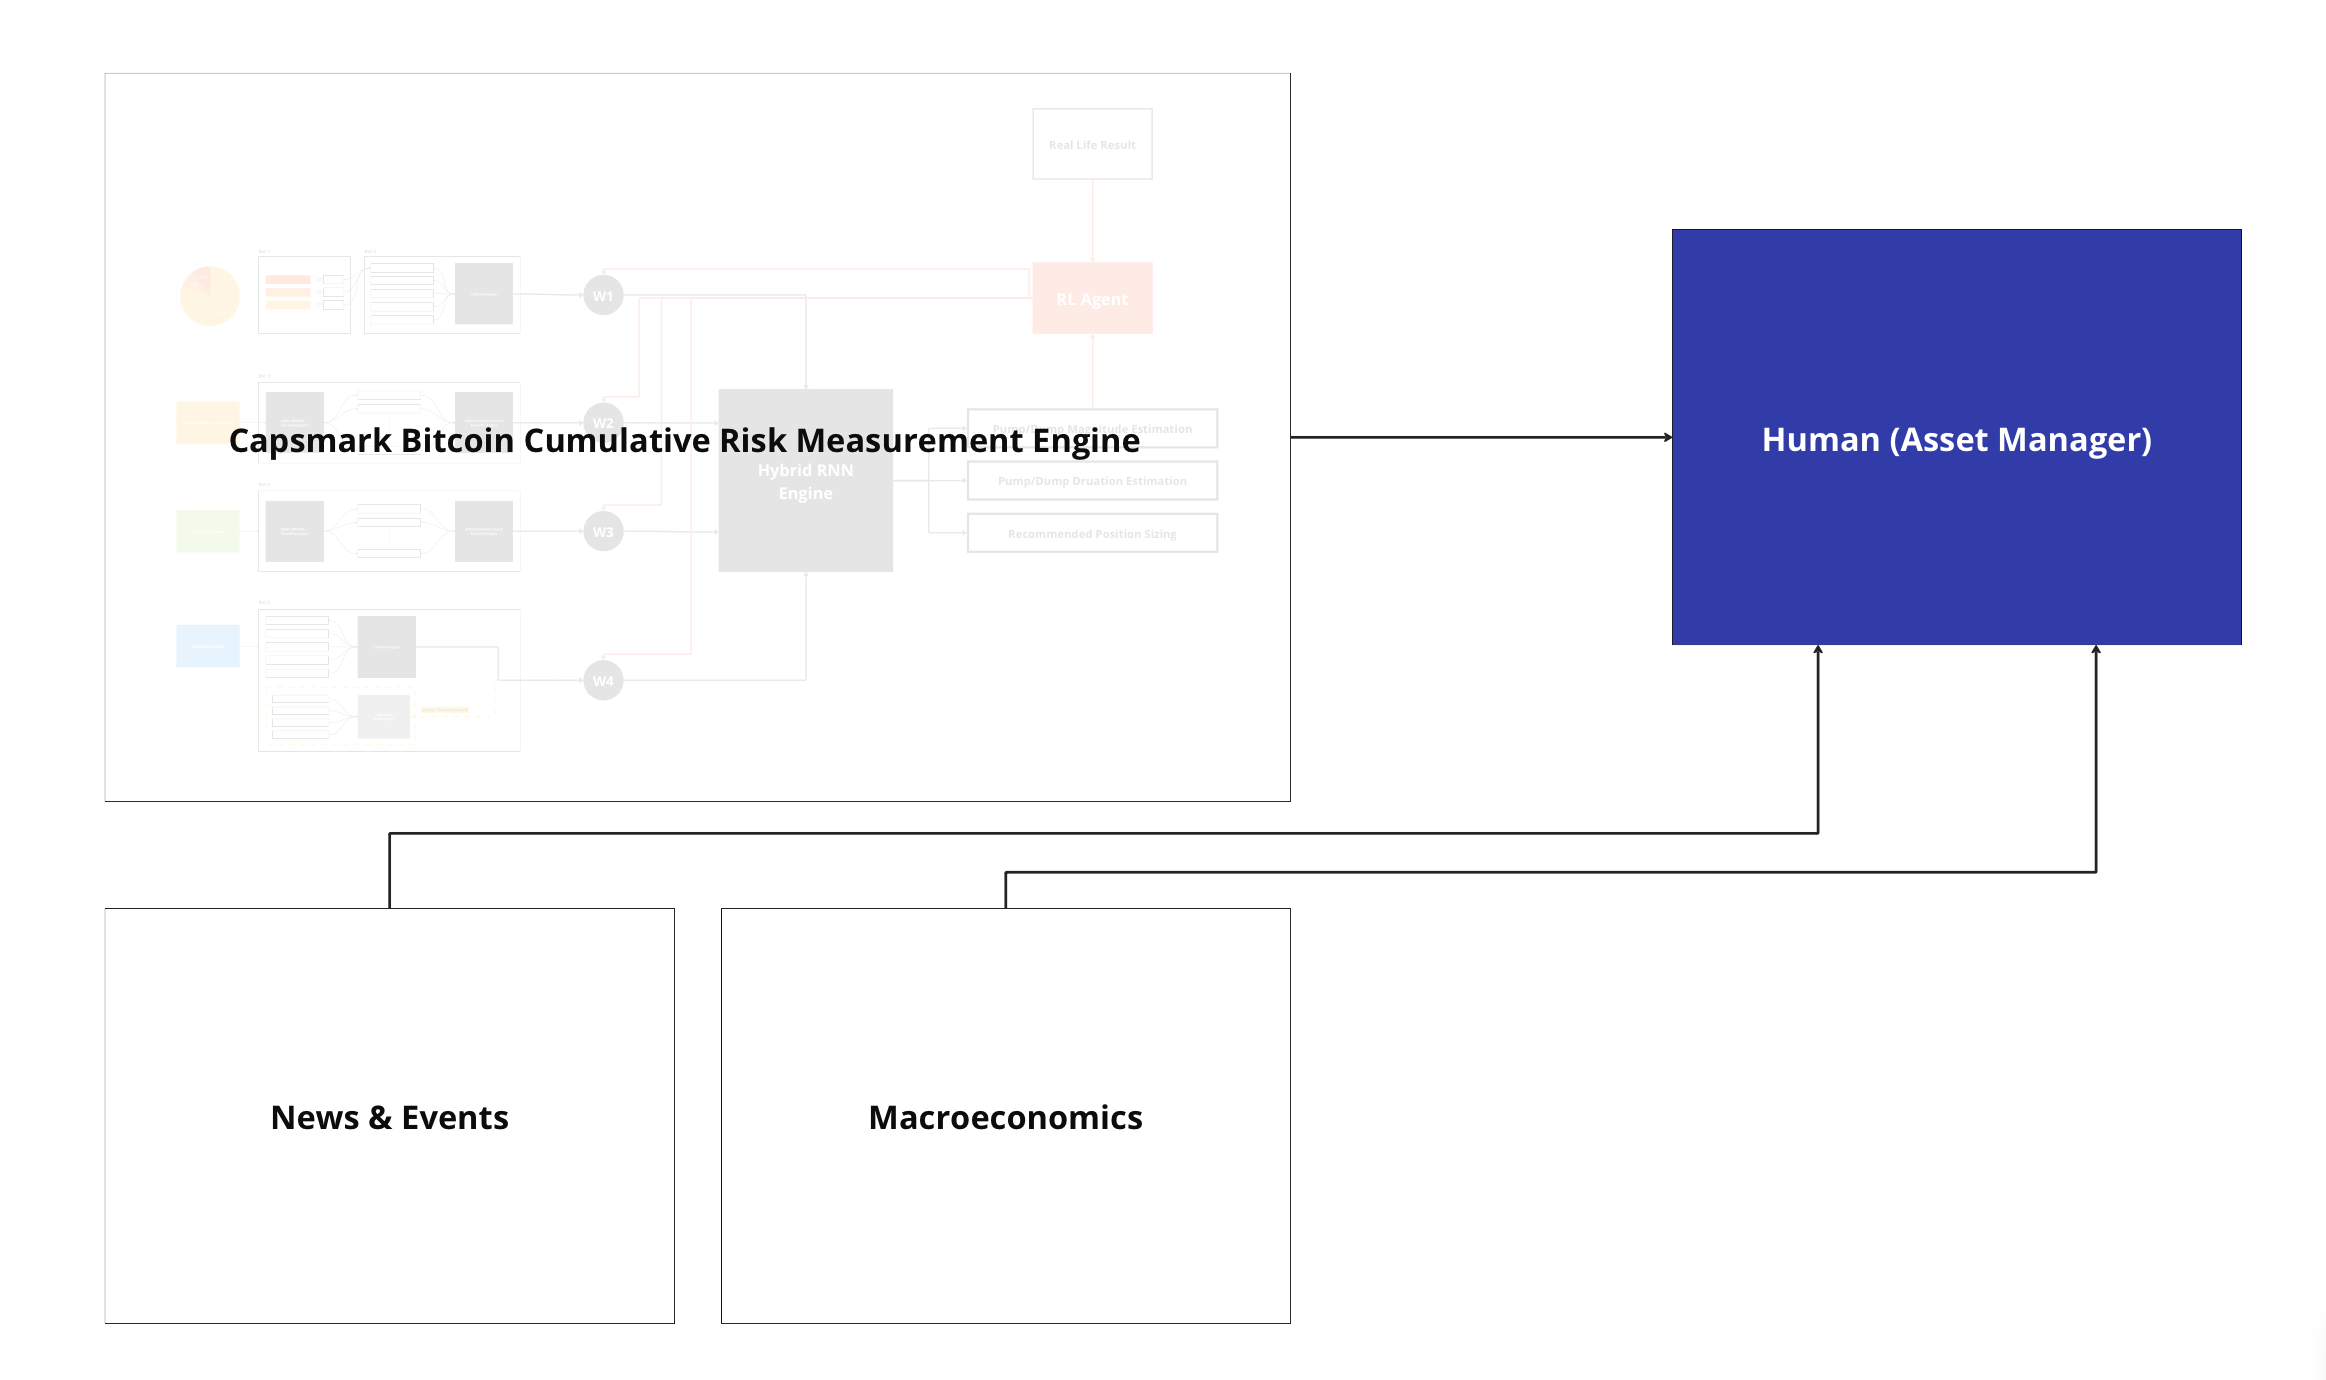 Real Life Result
RL Agent
W1
W2
Capsmark Bitcoin Cumulative Risk Measurement Engine
Hybrid RNN
Engine
Pump/Dump Magnitude Estimation
Pump/Dump Druation Estimation
Recommended Position Sizing
W3
W4
Human (Asset Manager)
News & Events
Macroeconomics